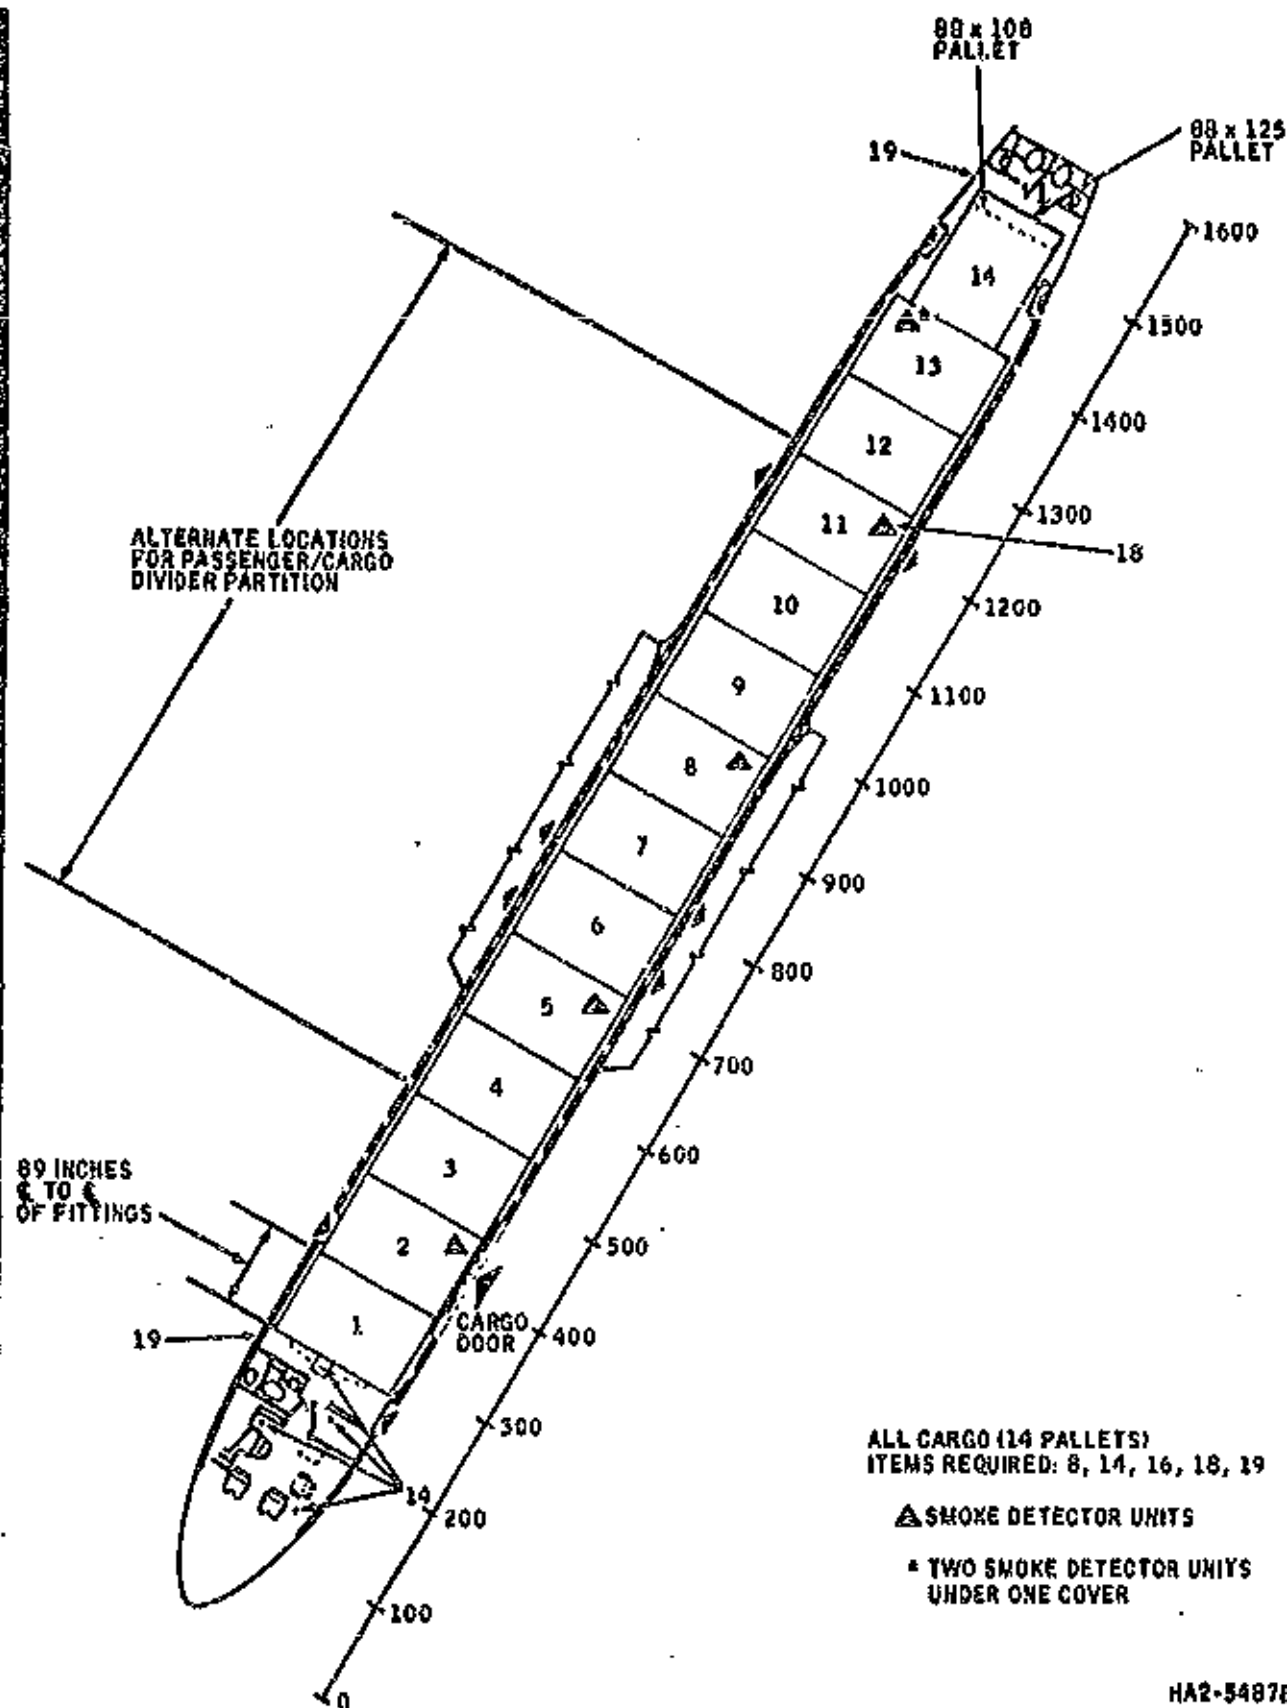 88 x 108
PALLET
88 x 125
PALLET
19
1600
14
1500
13
1400
12
1300
11
18
ALTERNATE LOCATIONS
FOR PASSENGER/CARGO
DIVIDER PARTITION
10
1200
9
1100
8
1000
7
900
6
800
5
700
4
600
3
89 INCHES
℄ TO ℄
OF FITTINGS
2
500
CARGO
DOOR
1
400
19
300
14
200
100
0
ALL CARGO (14 PALLETS)
ITEMS REQUIRED: 8, 14, 16, 18, 19
SMOKE DETECTOR UNITS
* TWO SMOKE DETECTOR UNITS
UNDER ONE COVER